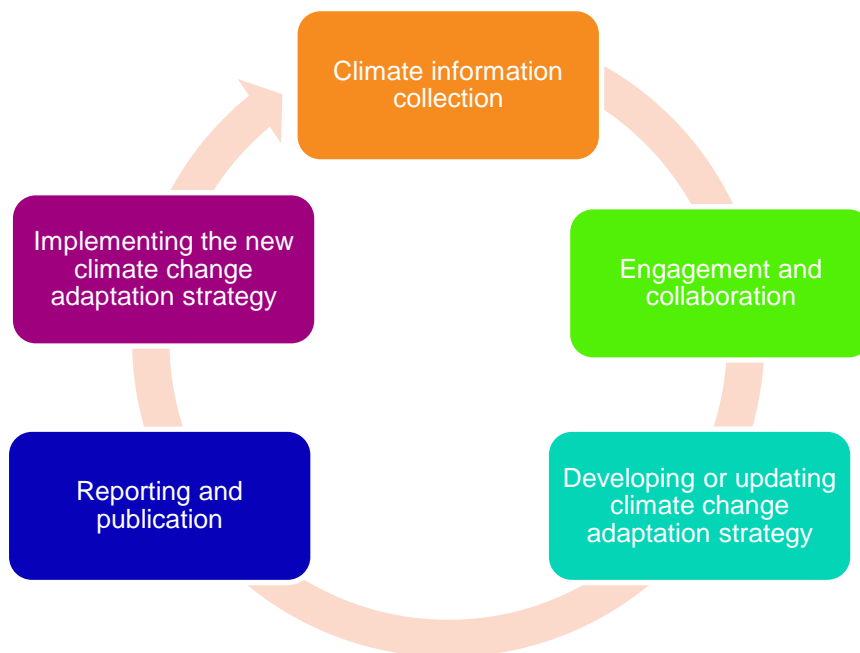 Climate information
collection
Engagement and
collaboration
Developing or updating
climate change
adaptation strategy
Reporting and
publication
Implementing the new
climate change
adaptation strategy